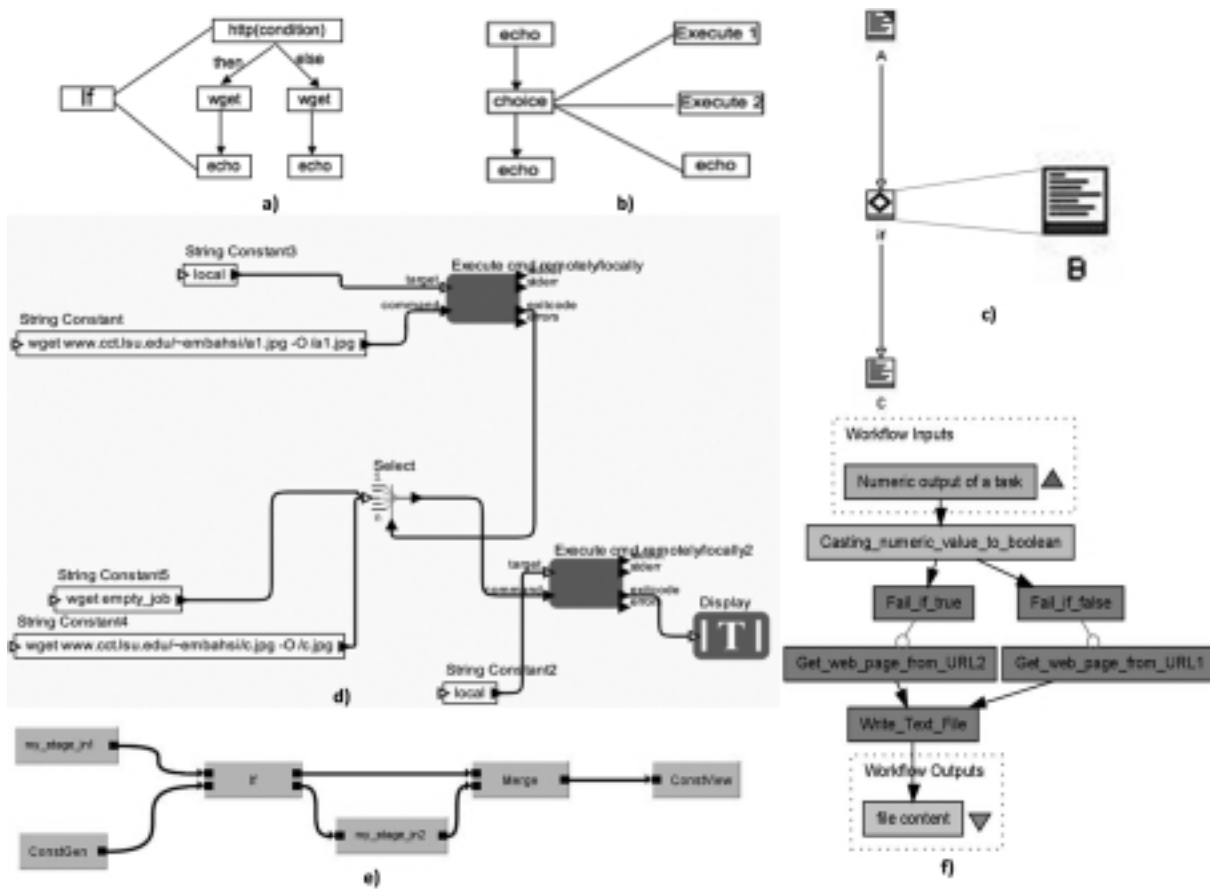 http(condition)
then
else
If
wget
wget
echo
echo
a)
echo
Execute 1
choice
Execute 2
echo
echo
b)
A
if
B
C
c)
String Constant3
local
Execute cmd remotely/locally
target
stderr
command
exitcode
errors
String Constant
wget www.cct.lsu.edu/~embahsi/a1.jpg -O /a1.jpg
Select
Execute cmd remotely/locally2
target
stderr
command
exitcode
errors
String Constant5
wget empty_job
Display
T
String Constant4
wget www.cct.lsu.edu/~embahsi/c.jpg -O /c.jpg
String Constant2
local
d)
my_stage_in1
If
Merge
ConstView
ConstGen
my_stage_in2
e)
Workflow Inputs
Numeric output of a task
Casting_numeric_value_to_boolean
Fail_if_true
Fail_if_false
Get_web_page_from_URL2
Get_web_page_from_URL1
Write_Text_File
Workflow Outputs
file content
f)